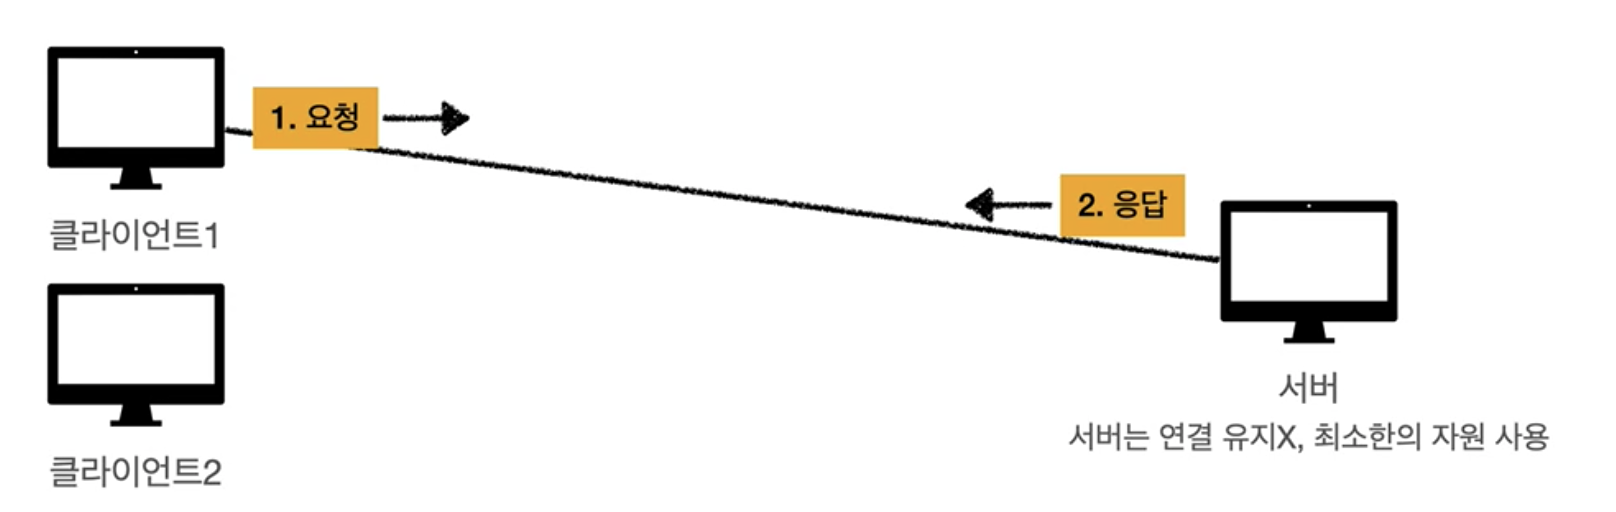 1. 요청
클라이언트1
2. 응답
클라이언트2
서버
서버는 연결 유지X, 최소한의 자원 사용